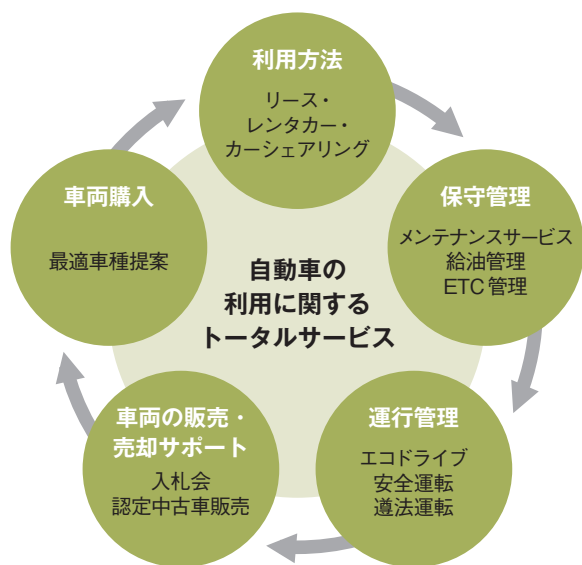 利用方法
リース・
レンタカー・
カーシェアリング
保守管理
メンテナンスサービス
給油管理
ETC管理
運行管理
エコドライブ
安全運転
遵法運転
車両の販売・
売却サポート
入札会
認定中古車販売
車両購入
最適車種提案
自動車の
利用に関する
トータルサービス